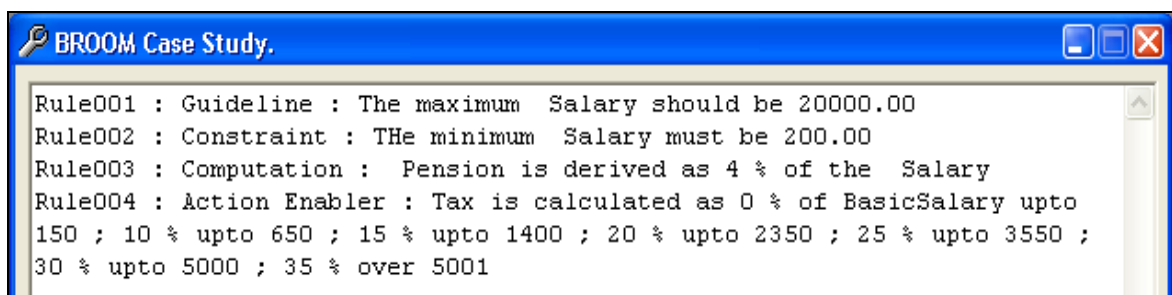 BROOM Case Study.
Rule001 : Guideline : The maximum  Salary should be 20000.00
Rule002 : Constraint : THe minimum  Salary must be 200.00
Rule003 : Computation :  Pension is derived as 4 % of the  Salary
Rule004 : Action Enabler : Tax is calculated as 0 % of BasicSalary upto
150 ; 10 % upto 650 ; 15 % upto 1400 ; 20 % upto 2350 ; 25 % upto 3550 ;
30 % upto 5000 ; 35 % over 5001